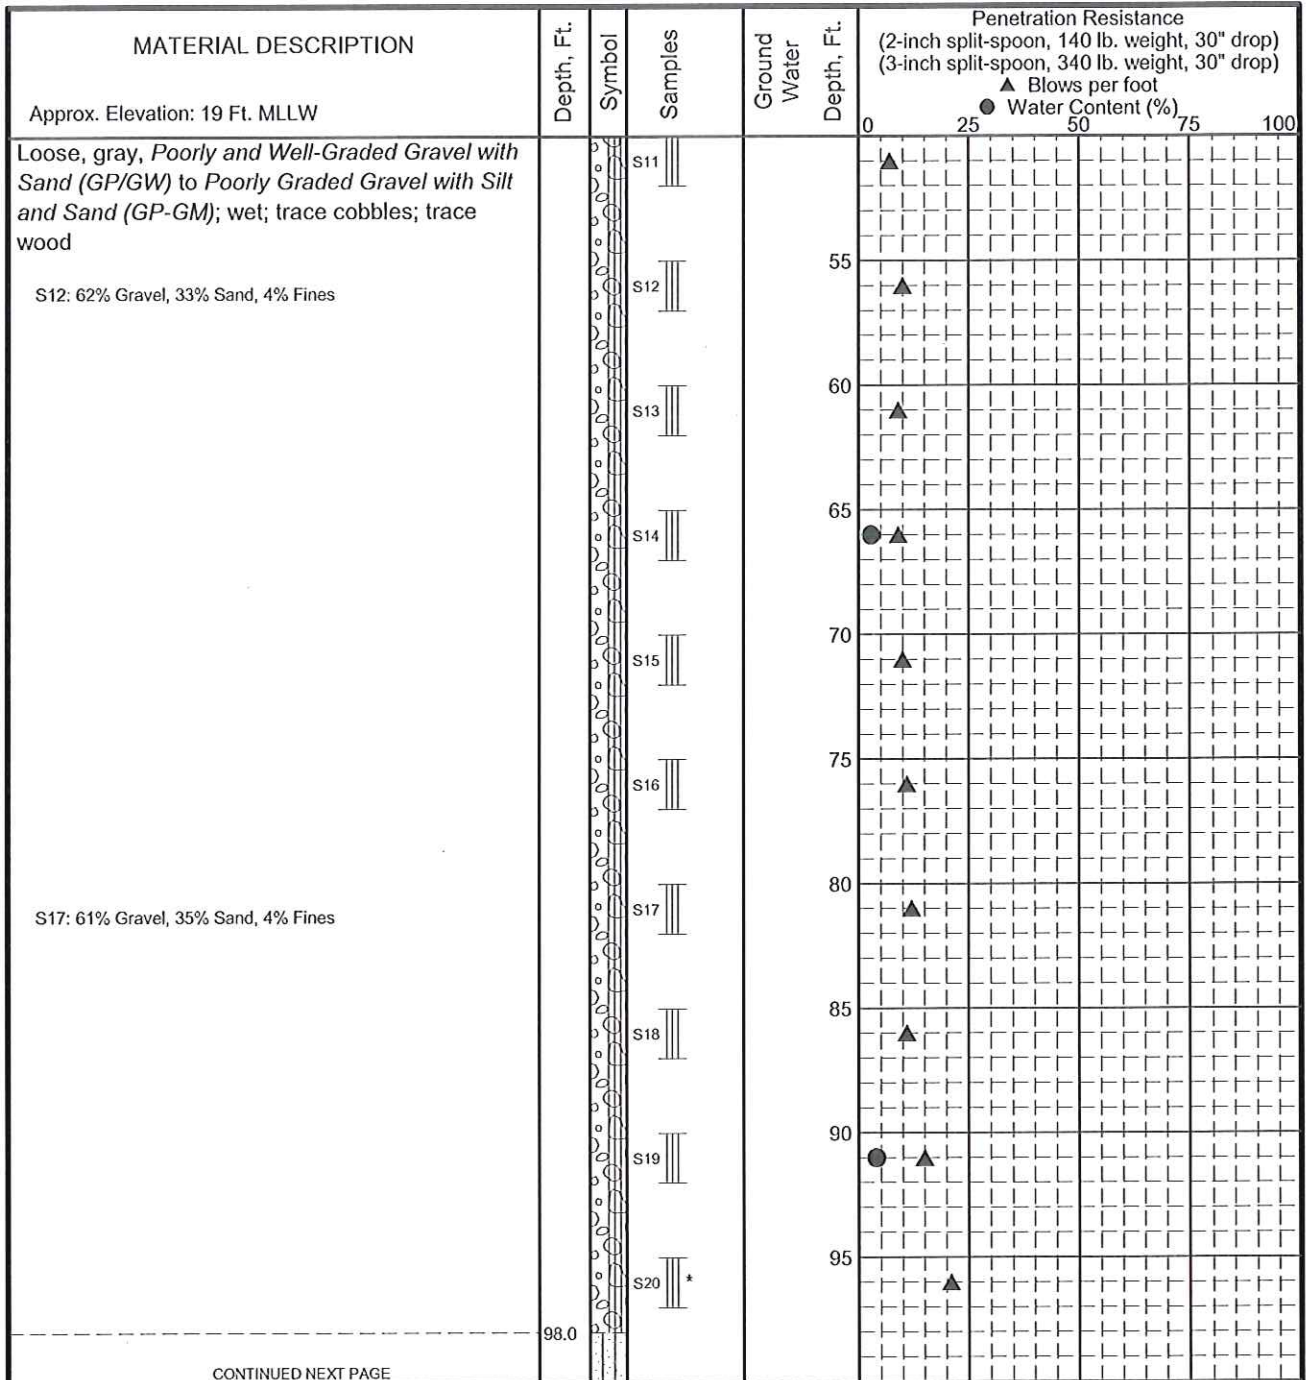 MATERIAL DESCRIPTION
Approx. Elevation: 19 Ft. MLLW
Depth, Ft.
Symbol
Samples
Ground
Water
Depth, Ft.
Penetration Resistance
(2-inch split-spoon, 140 lb. weight, 30" drop)
(3-inch split-spoon, 340 lb. weight, 30" drop)
▲ Blows per foot
● Water Content (%)
0 25 50 75 100
Loose, gray, Poorly and Well-Graded Gravel with
Sand (GP/GW) to Poorly Graded Gravel with Silt
and Sand (GP-GM); wet; trace cobbles; trace
wood
S11
55
S12: 62% Gravel, 33% Sand, 4% Fines
S12
60
S13
65
S14
70
S15
75
S16
80
S17: 61% Gravel, 35% Sand, 4% Fines
S17
85
S18
90
S19
95
S20 *
98.0
CONTINUED NEXT PAGE